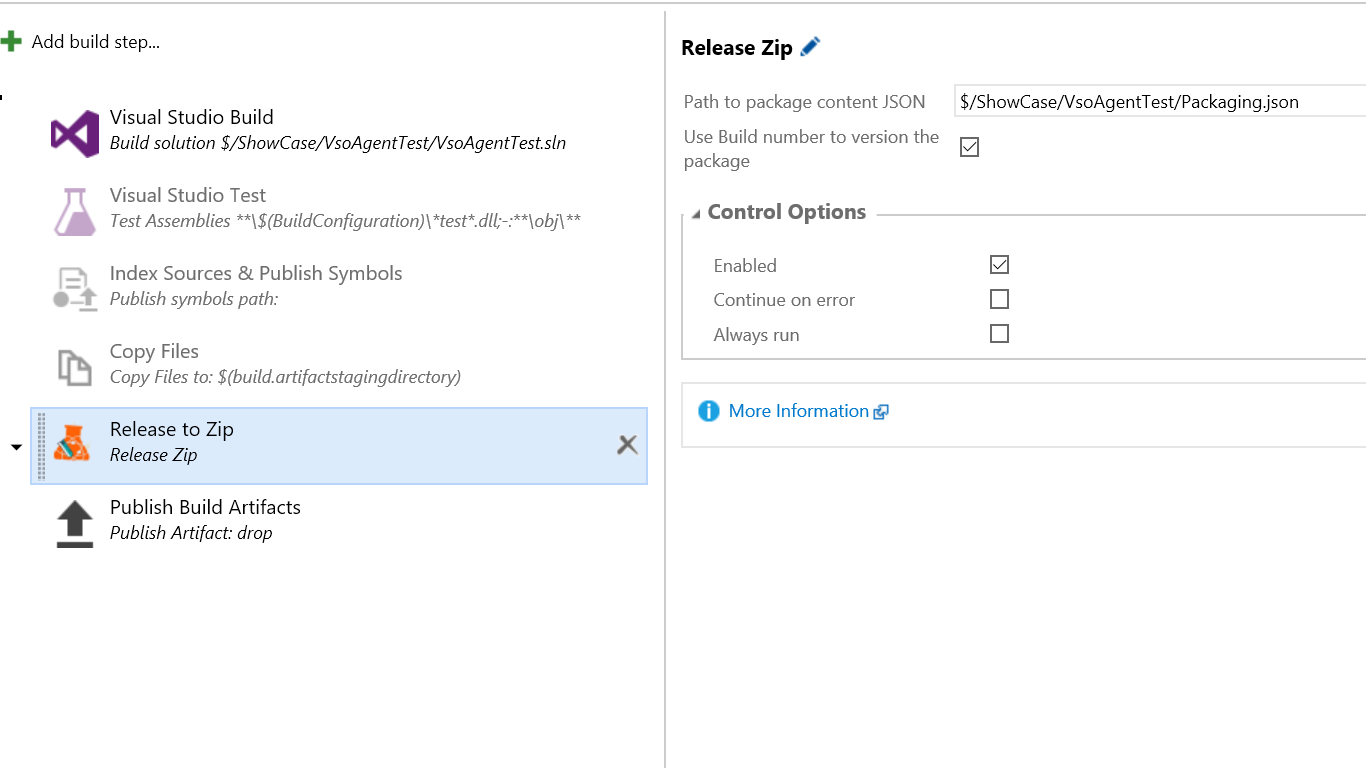 Add build step...
Visual Studio Build
Build solution $/ShowCase/VsoAgentTest/VsoAgentTest.sln
Visual Studio Test
Test Assemblies **\$(BuildConfiguration)\*test*.dll;-:**\obj\**
Index Sources & Publish Symbols
Publish symbols path:
Copy Files
Copy Files to: $(build.artifactstagingdirectory)
Release to Zip
Release Zip
Publish Build Artifacts
Publish Artifact: drop
Release Zip
Path to package content JSON
$/ShowCase/VsoAgentTest/Packaging.json
Use Build number to version the
package
Control Options
Enabled
Continue on error
Always run
More Information